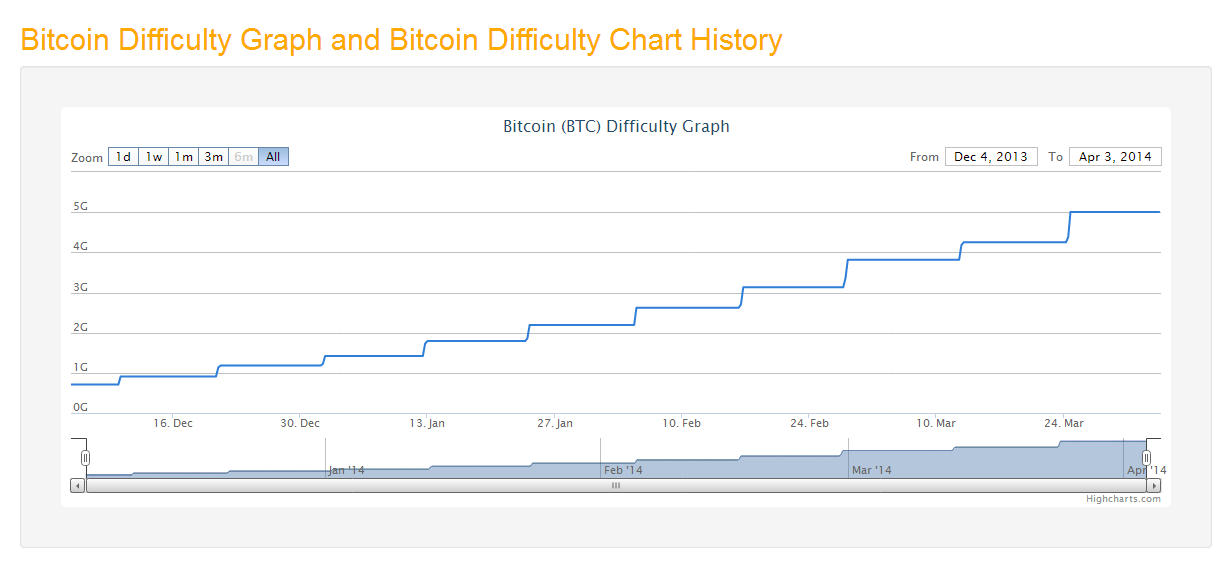 Bitcoin Difficulty Graph and Bitcoin Difficulty Chart History
Bitcoin (BTC) Difficulty Graph
Zoom 1d 1w 1m 3m 6m All From Dec 4, 2013 To Apr 3, 2014
5G
4G
3G
2G
1G
0G
16. Dec 30. Dec 13. Jan 27. Jan 10. Feb 24. Feb 10. Mar 24. Mar
Jan '14 Feb '14 Mar '14 Apr '14
Highcharts.com